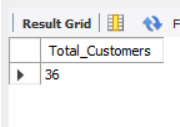 Result Grid
F
Total_Customers
36